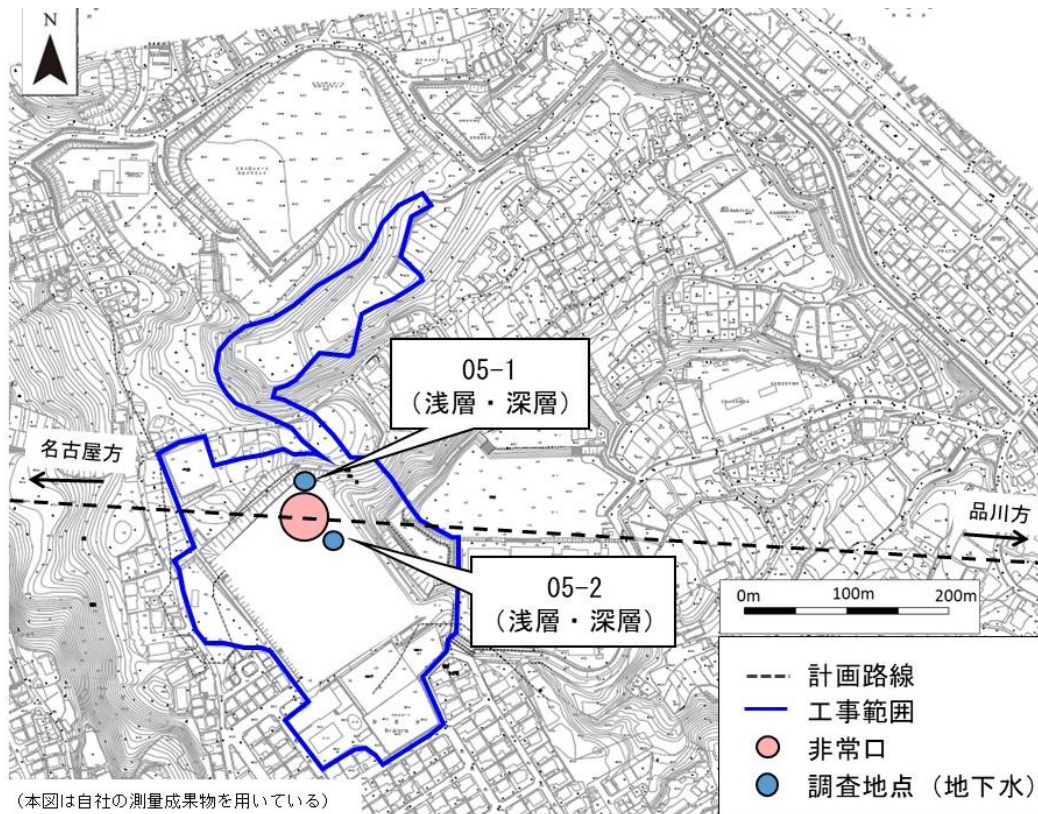 N
05-1
（浅層・深層）
名古屋方
品川方
05-2
（浅層・深層）
0m
100m
200m
計画路線
工事範囲
非常口
調査地点（地下水）
（本図は自社の測量成果物を用いている）